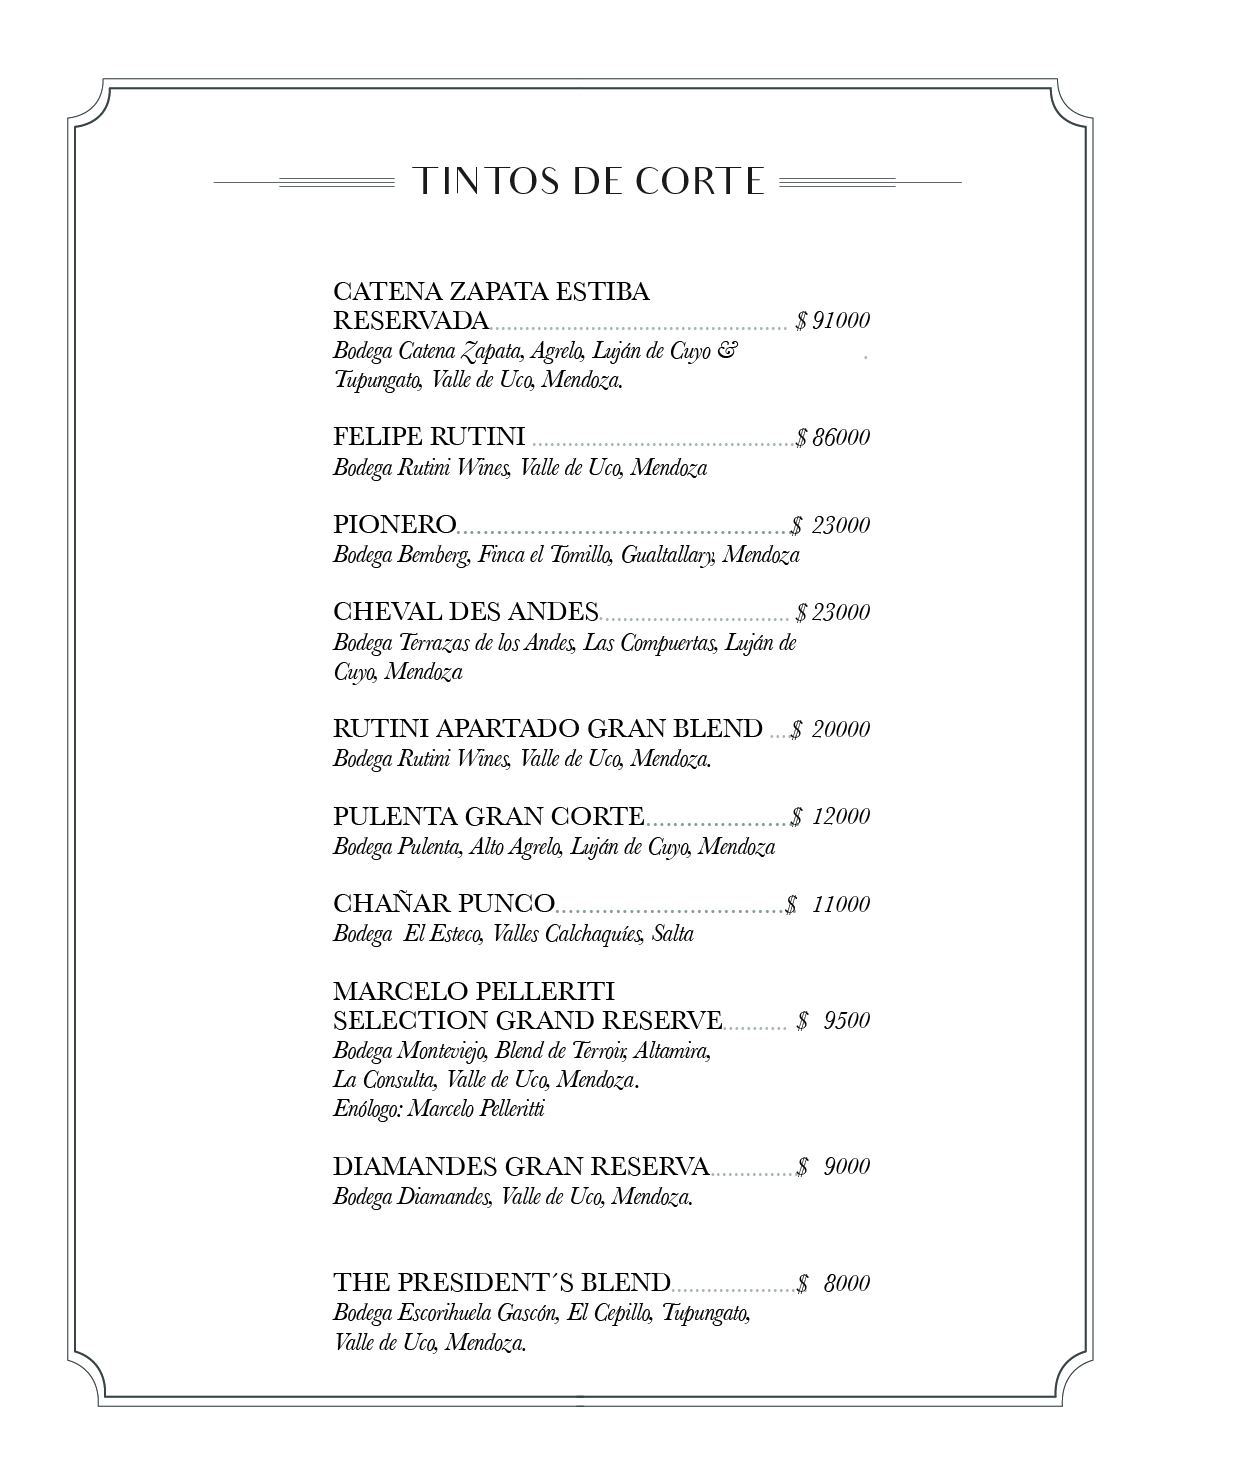 TINTOS DE CORTE
CATENA ZAPATA ESTIBA
RESERVADA........................................ $ 91000
Bodega Catena Zapata, Agrelo, Luján de Cuyo &
Tupungato, Valle de Uco, Mendoza.
FELIPE RUTINI ........................................$ 86000
Bodega Rutini Wines, Valle de Uco, Mendoza
PIONERO........................................$ 23000
Bodega Bemberg, Finca el Tomillo, Gualtallary, Mendoza
CHEVAL DES ANDES.............................. $ 23000
Bodega Terrazas de los Andes, Las Compuertas, Luján de
Cuyo, Mendoza
RUTINI APARTADO GRAN BLEND ....$ 20000
Bodega Rutini Wines, Valle de Uco, Mendoza.
PULENTA GRAN CORTE......................$ 12000
Bodega Pulenta, Alto Agrelo, Luján de Cuyo, Mendoza
CHAÑAR PUNCO..................................$ 11000
Bodega El Esteco, Valles Calchaquíes, Salta
MARCELO PELLERITI
SELECTION GRAND RESERVE.......... $ 9500
Bodega Monteviejo, Blend de Terroir, Altamira,
La Consulta, Valle de Uco, Mendoza.
Enólogo: Marcelo Pelleritti
DIAMANDES GRAN RESERVA..............$ 9000
Bodega Diamandes, Valle de Uco, Mendoza.
THE PRESIDENT´S BLEND....................$ 8000
Bodega Escorihuela Gascón, El Cepillo, Tupungato,
Valle de Uco, Mendoza.